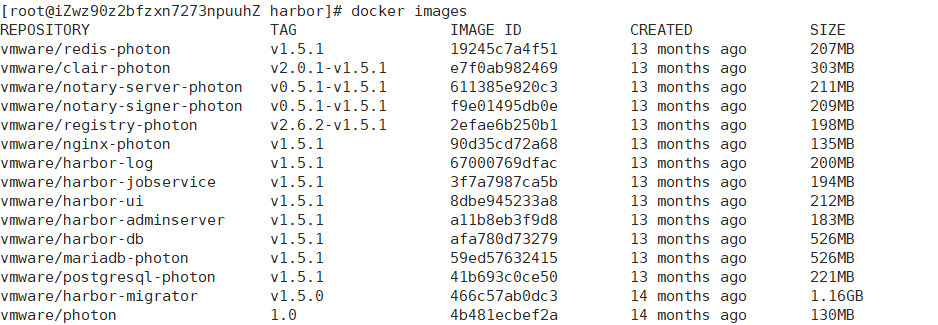 [root@iZwz90z2bfzxn7273npuuhZ harbor]# docker images
REPOSITORY TAG IMAGE ID CREATED SIZE
vmware/redis-photon v1.5.1 19245c7a4f51 13 months ago 207MB
vmware/clair-photon v2.0.1-v1.5.1 e7f0ab982469 13 months ago 303MB
vmware/notary-server-photon v0.5.1-v1.5.1 611385e920c3 13 months ago 211MB
vmware/notary-signer-photon v0.5.1-v1.5.1 f9e01495db0e 13 months ago 209MB
vmware/registry-photon v2.6.2-v1.5.1 2efae6b250b1 13 months ago 198MB
vmware/nginx-photon v1.5.1 90d35cd72a68 13 months ago 135MB
vmware/harbor-log v1.5.1 67000769dfac 13 months ago 200MB
vmware/harbor-jobservice v1.5.1 3f7a7987ca5b 13 months ago 194MB
vmware/harbor-ui v1.5.1 8dbe945233a8 13 months ago 212MB
vmware/harbor-adminserver v1.5.1 a11b8eb3f9d8 13 months ago 183MB
vmware/harbor-db v1.5.1 afa780d73279 13 months ago 526MB
vmware/mariadb-photon v1.5.1 59ed57632415 13 months ago 526MB
vmware/postgresql-photon v1.5.1 41b693c0ce50 13 months ago 221MB
vmware/harbor-migrator v1.5.0 466c57ab0dc3 14 months ago 1.16GB
vmware/photon 1.0 4b481ecbef2a 14 months ago 130MB